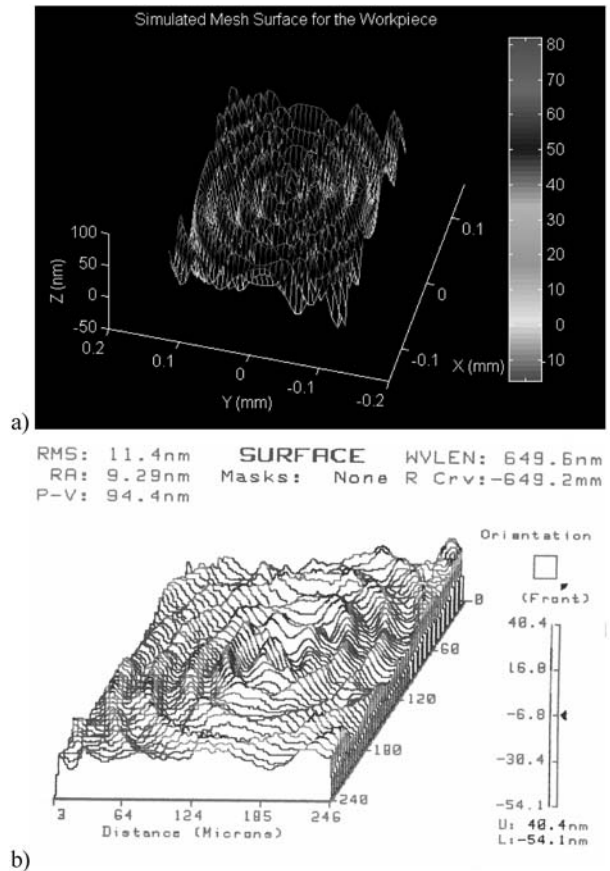 Simulated Mesh Surface for the Workpiece
80
70
60
50
40
30
20
10
0
10
100
50
0
-50
Z (nm)
0.2
0.1
0
-0.1
-0.2
Y (mm)
0.1
0
-0.1
X (mm)
a)
RMS: 11.4nm SURFACE WVLEN: 649.6nm
RA: 9.29nm Masks: None R Crv:-649.2mm
P-V: 94.4nm
Orientation
(Front)
40.4
16.8
-6.8
-30.4
-54.1
U: 40.4nm
L:-54.1nm
0
60
120
180
240
3 64 124 185 246
Distance (Microns)
b)